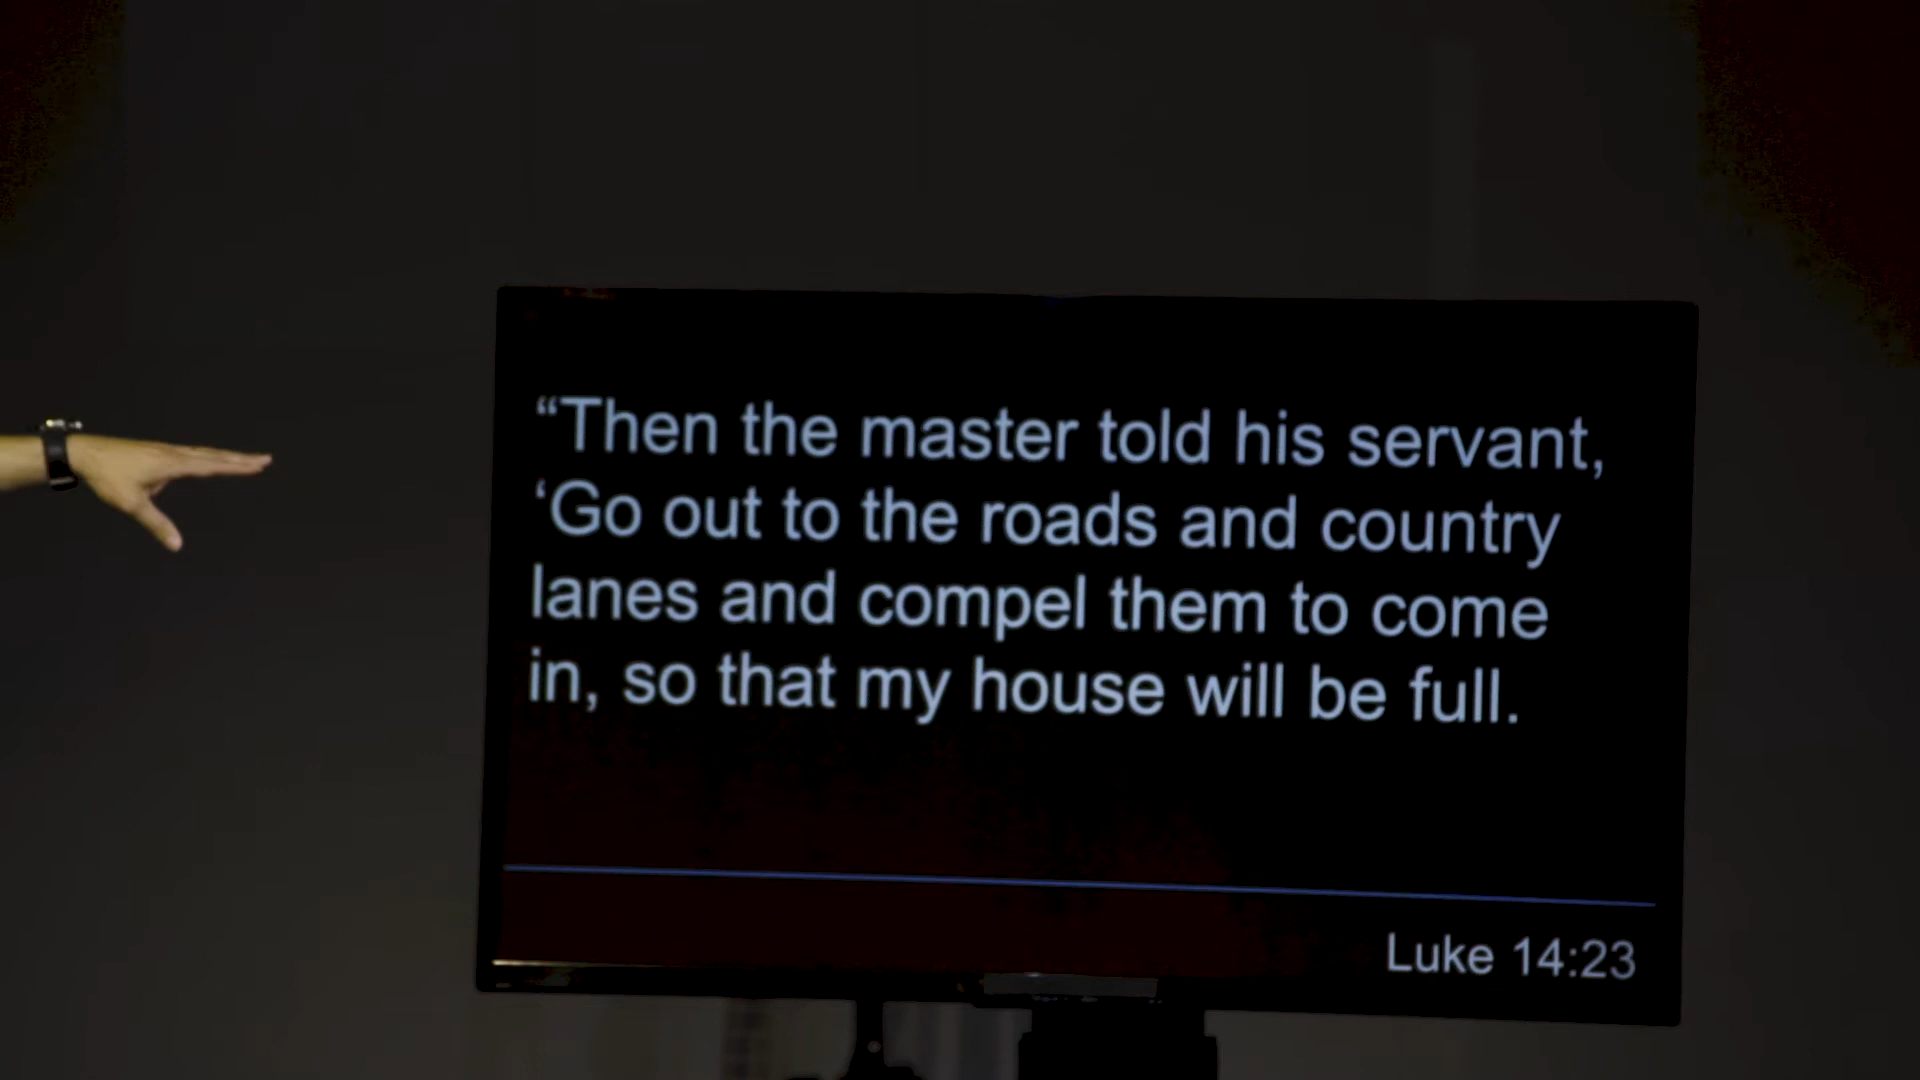 “Then the master told his servant,
‘Go out to the roads and country
lanes and compel them to come
in, so that my house will be full.
Luke 14:23